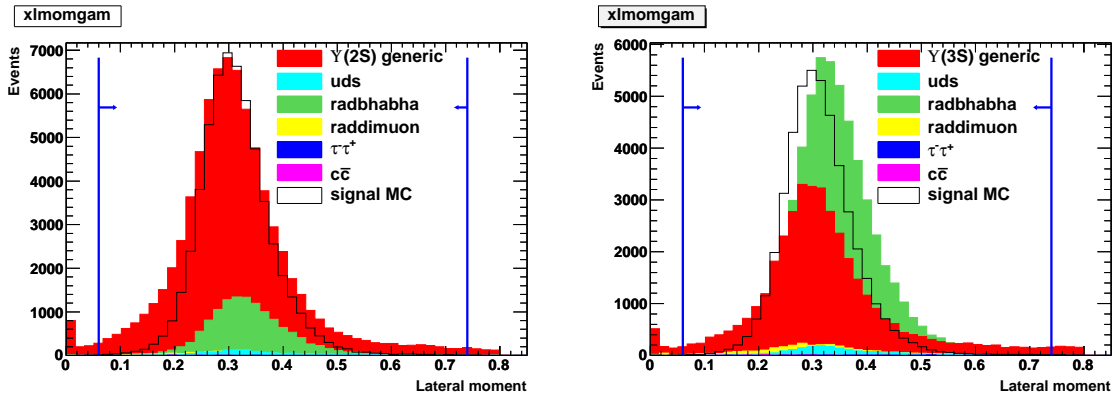 xlmomgam
Events
7000
6000
5000
4000
3000
2000
1000
0
0 0.1 0.2 0.3 0.4 0.5 0.6 0.7 0.8
Lateral moment
ϒ(2S) generic
uds
radbhabha
raddimuon
τ⁻τ⁺
cc̅
signal MC
xlmomgam
Events
6000
5000
4000
3000
2000
1000
0
0 0.1 0.2 0.3 0.4 0.5 0.6 0.7 0.8
Lateral moment
ϒ(3S) generic
uds
radbhabha
raddimuon
τ⁻τ⁺
cc̅
signal MC